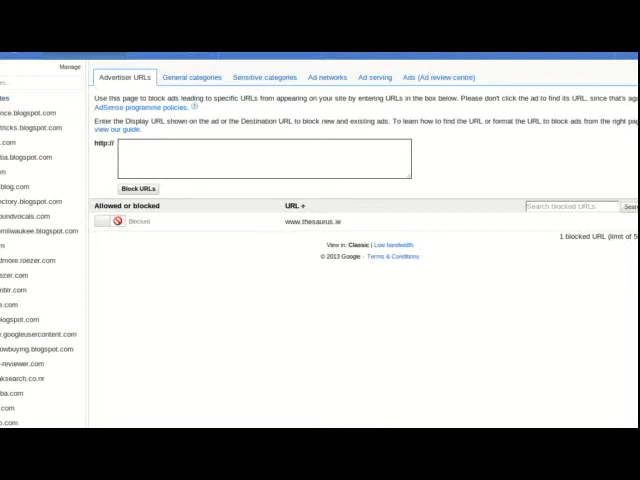 Manage
Advertiser URLs General categories Sensitive categories Ad networks Ad serving Ads (Ad review centre)
Use this page to block ads leading to specific URLs from appearing on your site by entering URLs in the box below. Please don't click the ad to find its URL, since that's
AdSense programme policies. ?
Enter the Display URL shown on the ad or the Destination URL to block new and existing ads. To learn how to find the URL or format the URL to block ads from the right
view our guide.
http://
Block URLs
Allowed or blocked URL Search blocked URLs
Blocked www.thesaurus.ie
1 blocked URL (limit of
View in: Classic | Low bandwidth
© 2013 Google - Terms & Conditions
nce.blogspot.com
tricks.blogspot.com
.com
tia.blogspot.com
m
blog.com
ectory.blogspot.com
oundvocals.com
milwaukee.blogspot.com
m
dmore.roezer.com
ezer.com
nblr.com
e.com
logspot.com
e.googleusercontent.com
owbuying.blogspot.com
-reviewer.com
aksearch.co.nr
ba.com
.com
o.com